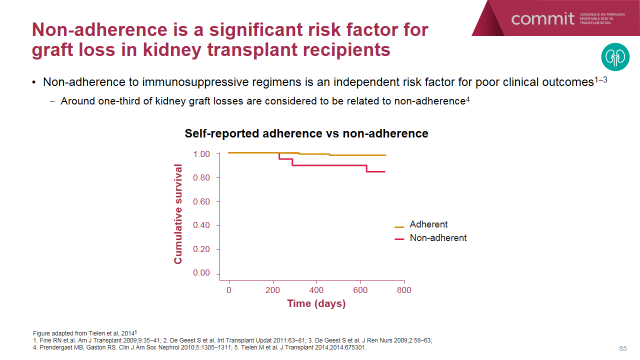 Non-adherence is a significant risk factor for
graft loss in kidney transplant recipients
commit
CONSENSUS ON MANAGING
MODIFIABLE RISK IN
TRANSPLANTATION
• Non-adherence to immunosuppressive regimens is an independent risk factor for poor clinical outcomes1–3
– Around one-third of kidney graft losses are considered to be related to non-adherence4
Self-reported adherence vs non-adherence
Cumulative survival
1.00
0.80
0.60
0.40
0.20
0.00
0 200 400 600 800
Time (days)
Adherent
Non-adherent
Figure adapted from Tielen et al, 20145
1. Fine RN et al. Am J Transplant 2009;9:35–41; 2. De Geest S et al. Int Transplant Updat 2011:63–81; 3. De Geest S et al. J Ren Nurs 2009;2:58–63;
4. Prendergast MB, Gaston RS. Clin J Am Soc Nephrol 2010;5:1305–1311; 5. Tielen M et al. J Transplant 2014;2014:675301.
85